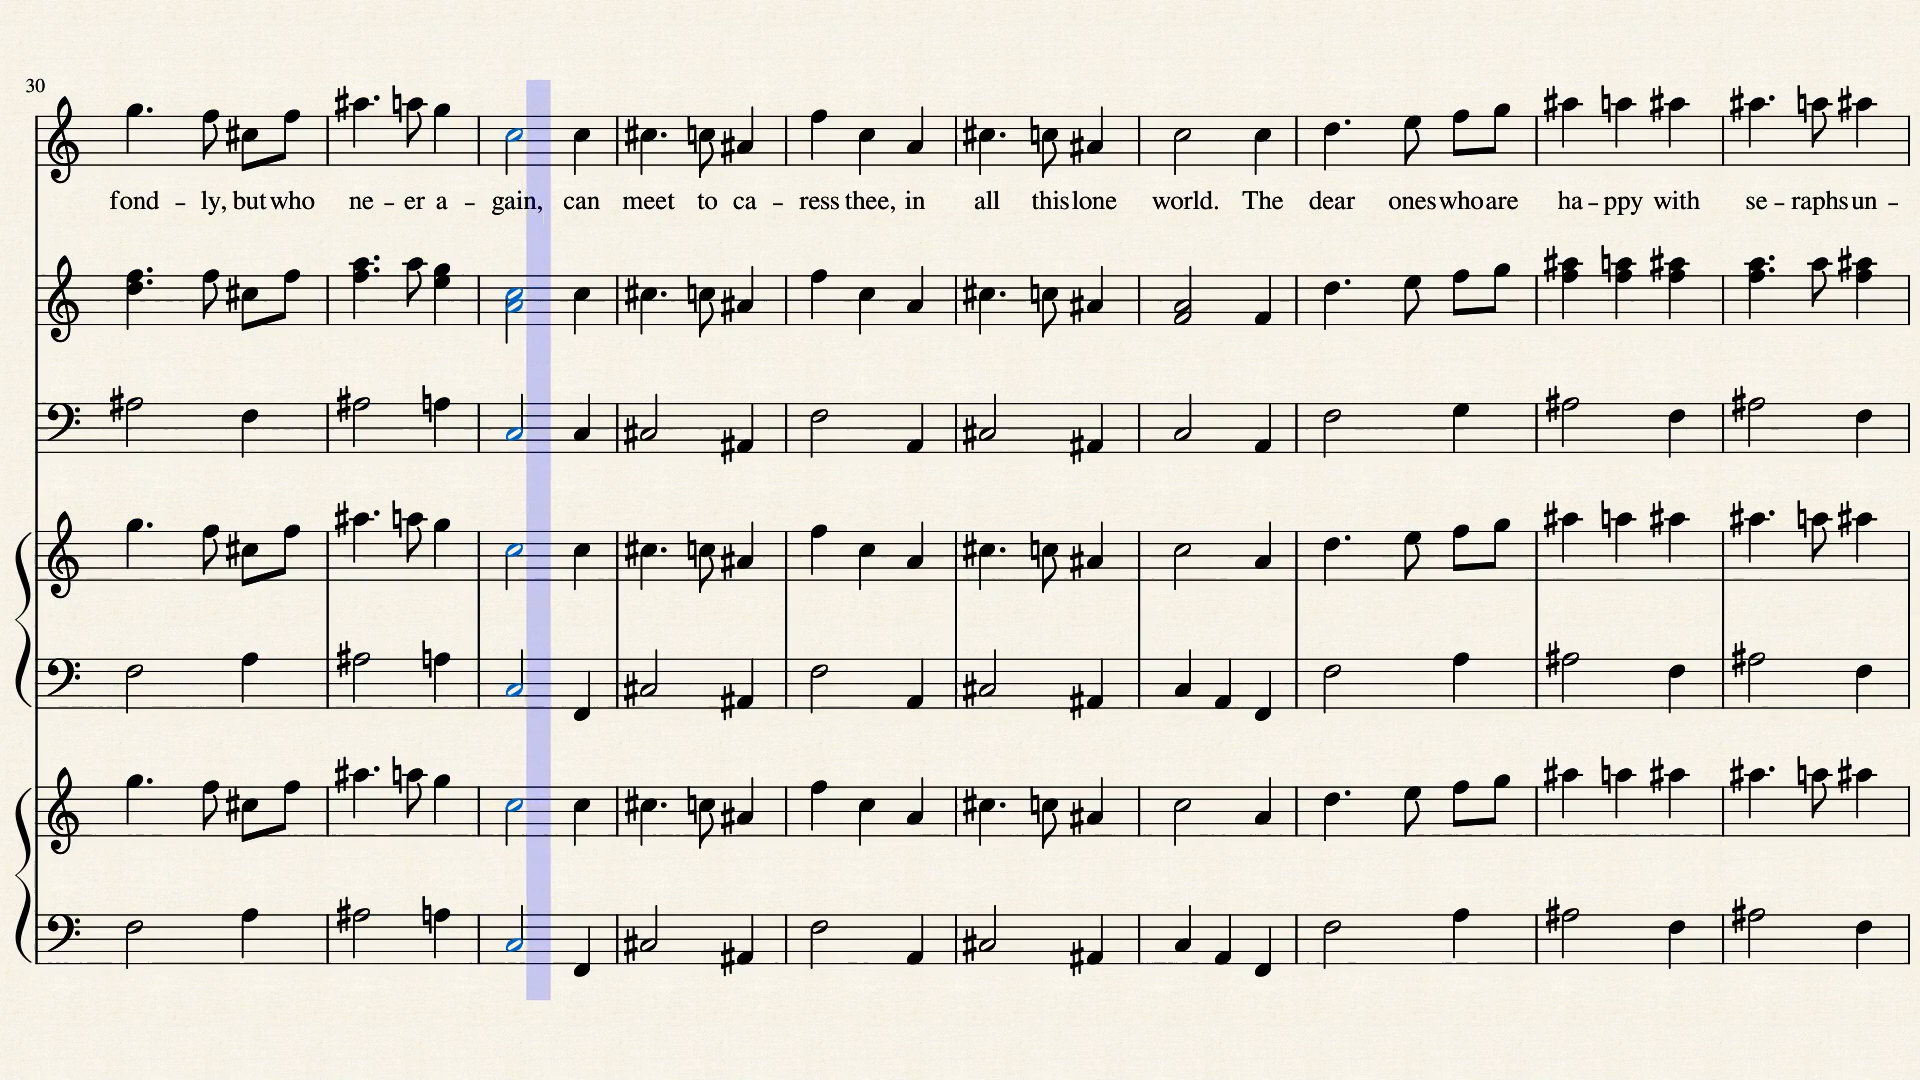 30
fond – ly, but who ne – er a – gain, can meet to ca – ress thee, in all this lone world. The dear ones who are ha – ppy with se – raphs un –